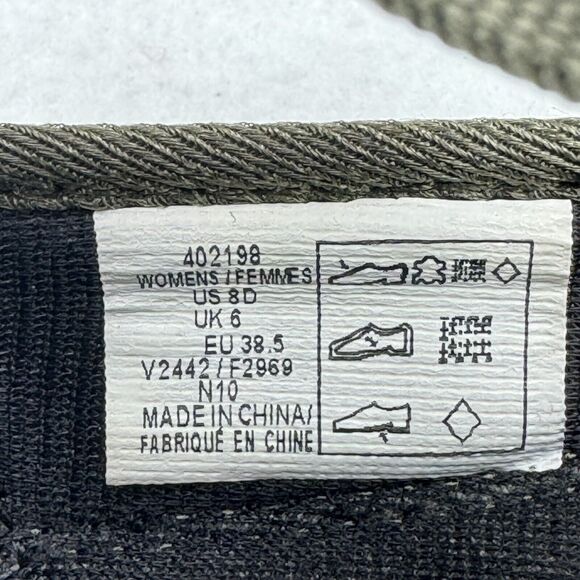 402198
WOMENS / FEMMES
US 8D
UK 6
EU 38.5
V2442 / F2969
N10
MADE IN CHINA/
FABRIQUÉ EN CHINE